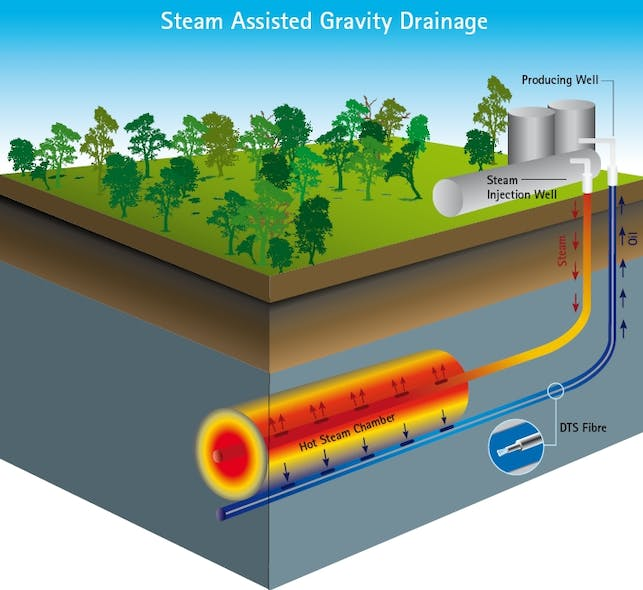 Steam Assisted Gravity Drainage
Producing Well
Steam
Injection Well
Steam
Oil
Hot Steam Chamber
DTS Fibre